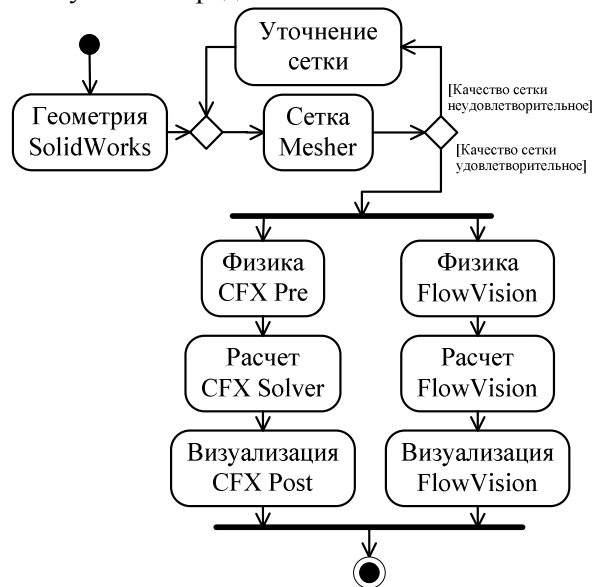 Уточнение
сетки
Геометрия
SolidWorks
Сетка
Mesher
[Качество сетки
неудовлетворительное]
[Качество сетки
удовлетворительное]
Физика
CFX Pre
Физика
FlowVision
Расчет
CFX Solver
Расчет
FlowVision
Визуализация
CFX Post
Визуализация
FlowVision